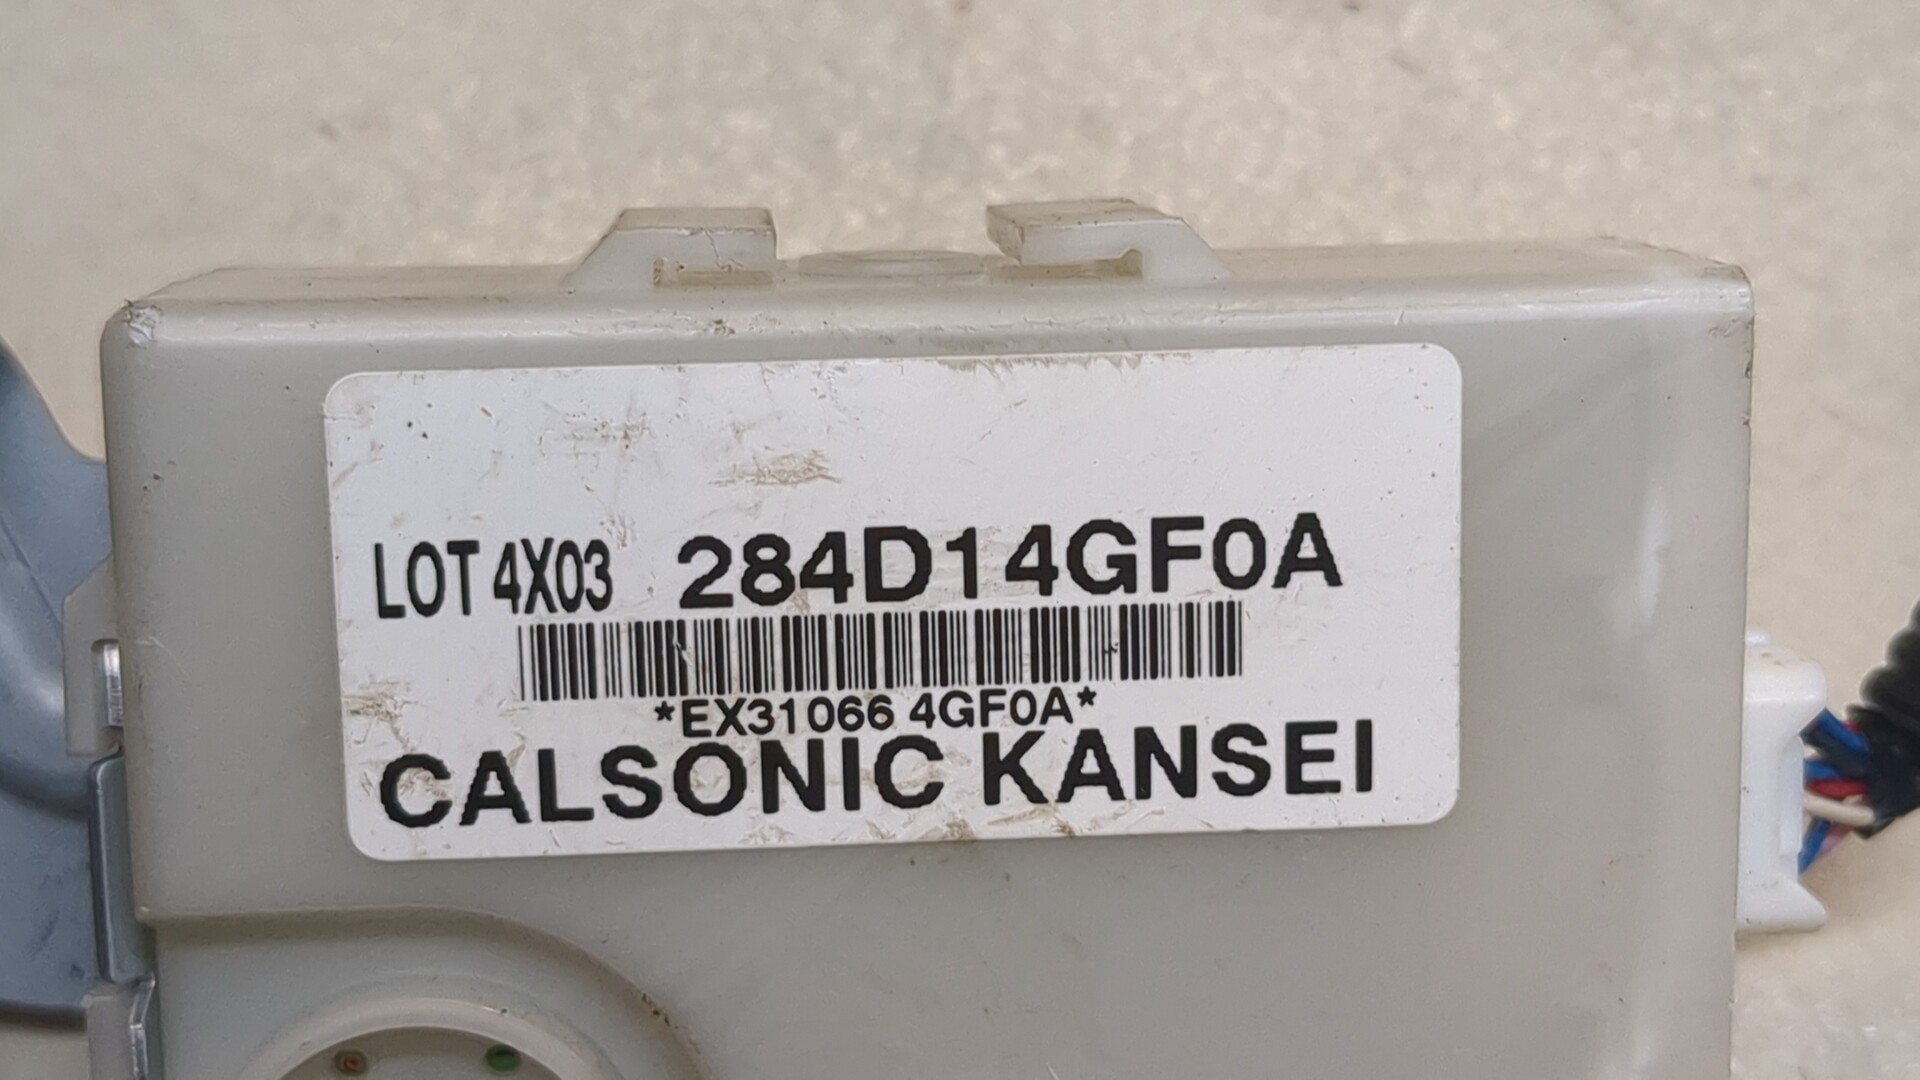 LOT 4X03 284D14GF0A
*EX31066 4GF0A*
CALSONIC KANSEI